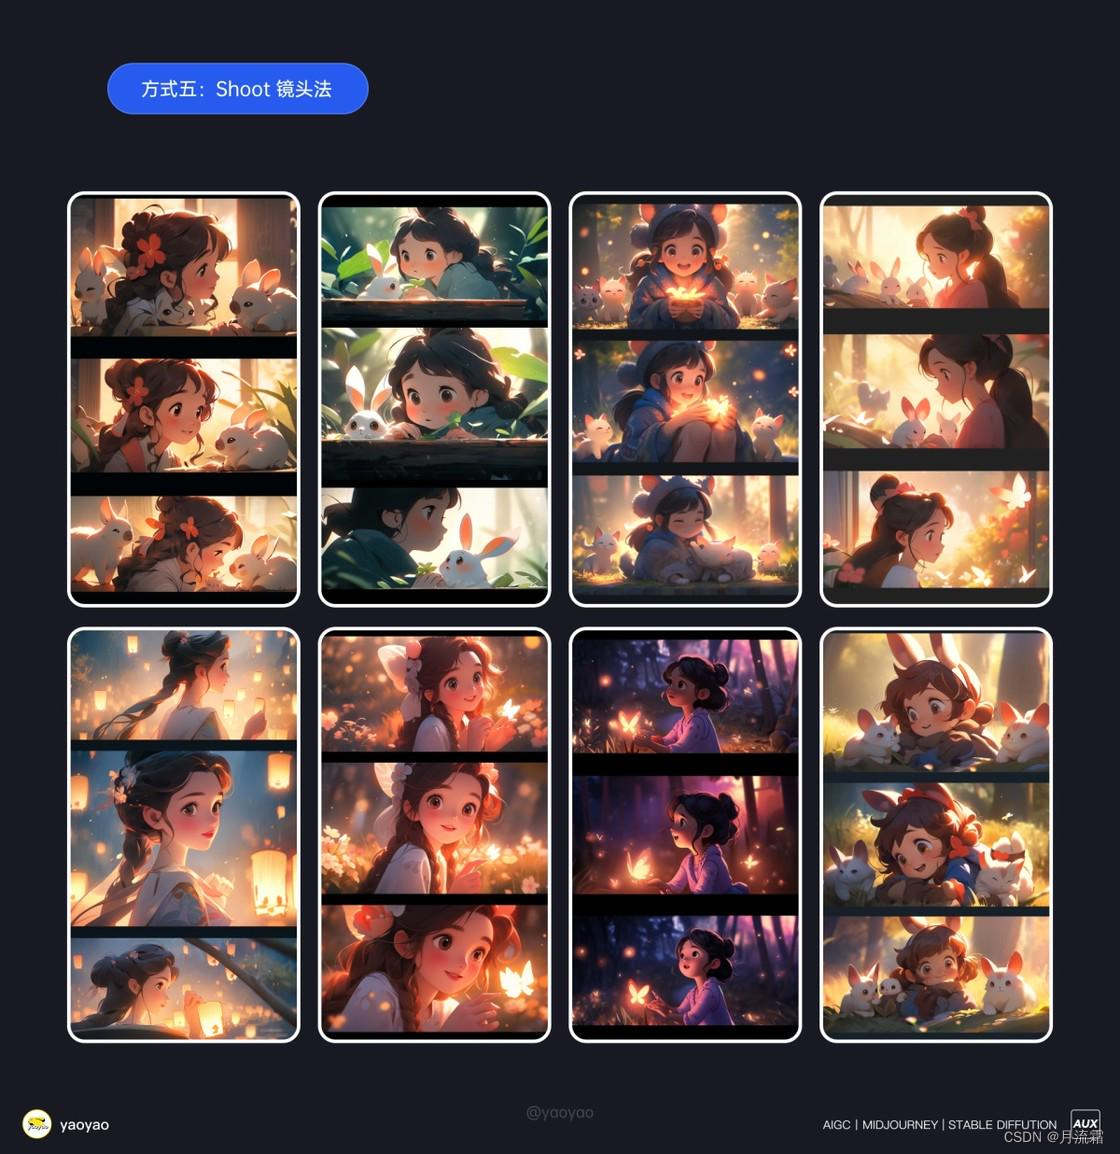 方式五：Shoot 镜头法
@yaoyao
yaoyao
AIGC | MIDJOURNEY | STABLE DIFFUTION
AUX
CSDN @月流霜